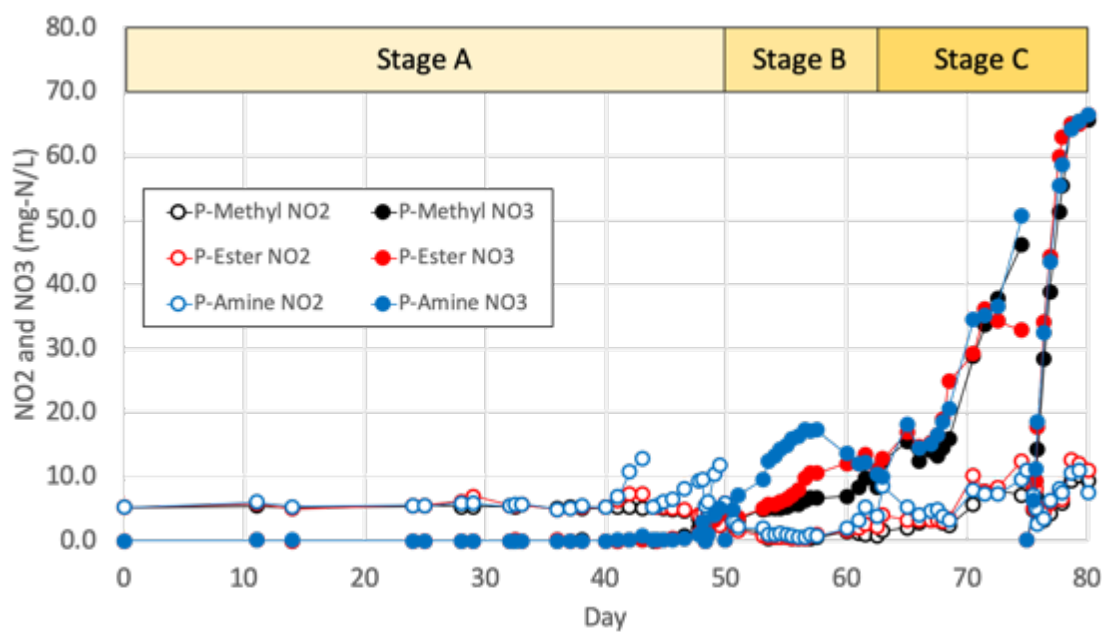 80.0
Stage A Stage B Stage C
70.0
60.0
50.0
P-Methyl NO2 P-Methyl NO3
40.0
P-Ester NO2 P-Ester NO3
P-Amine NO2 P-Amine NO3
30.0
20.0
10.0
0.0
NO2 and NO3 (mg-N/L)
0 10 20 30 40 50 60 70 80
Day